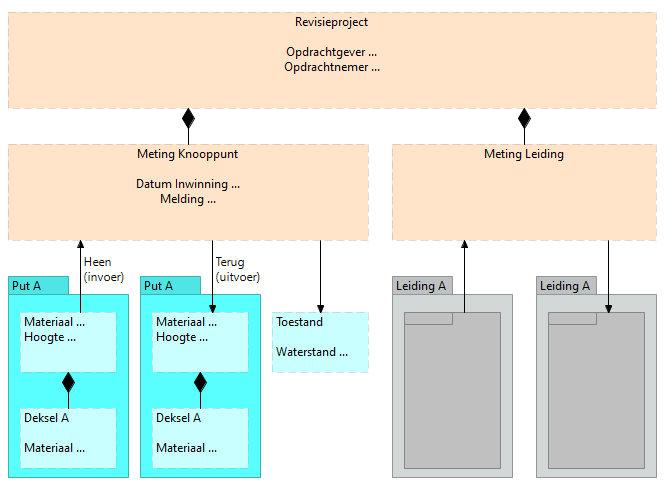 Revisieproject
Opdrachtgever ...
Opdrachtnemer ...
Meting Knooppunt
Datum Inwinning ...
Melding ...
Meting Leiding
Heen
(invoer)
Terug
(uitvoer)
Put A
Materiaal ...
Hoogte ...
Deksel A
Materiaal ...
Put A
Materiaal ...
Hoogte ...
Deksel A
Materiaal ...
Toestand
Waterstand ...
Leiding A
Leiding A